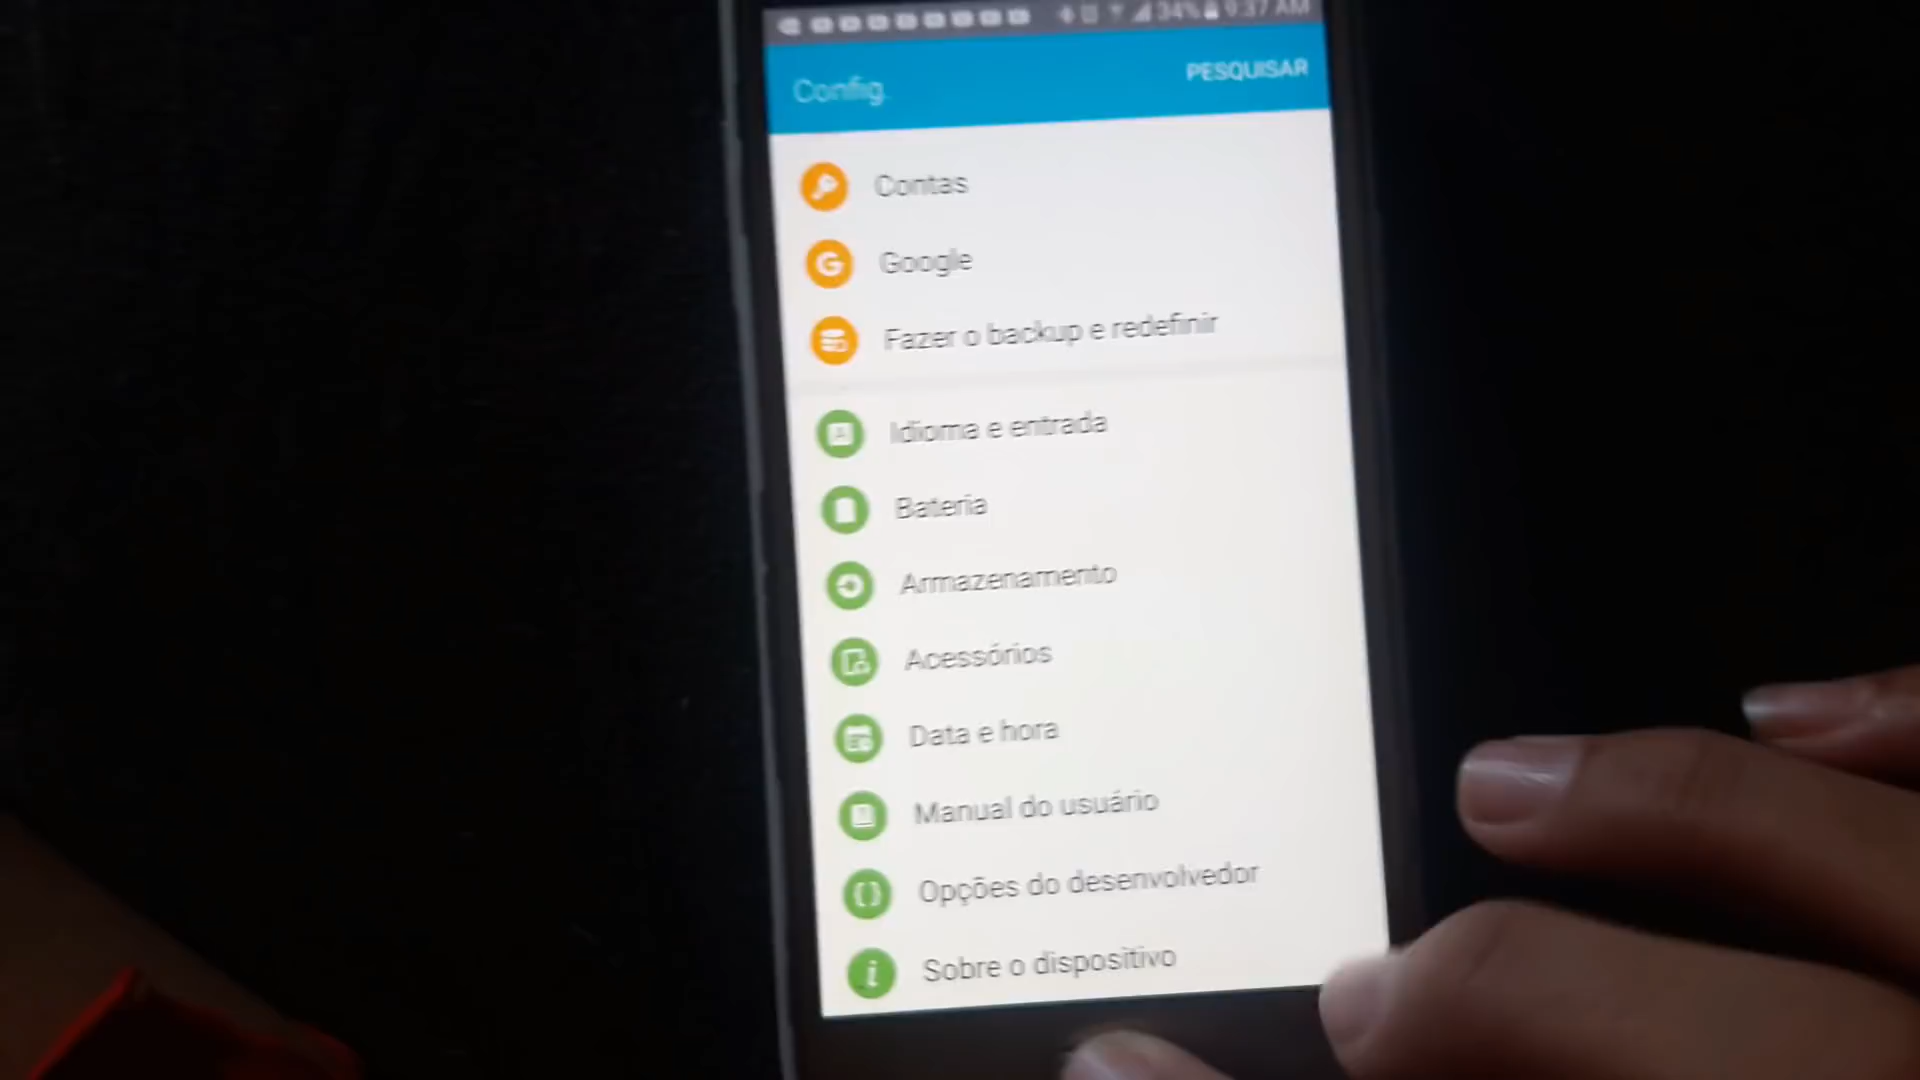 34% 9:37 AM
Config.
PESQUISAR
Contas
Google
Fazer o backup e redefinir
Idioma e entrada
Bateria
Armazenamento
Acessórios
Data e hora
Manual do usuário
Opções do desenvolvedor
Sobre o dispositivo